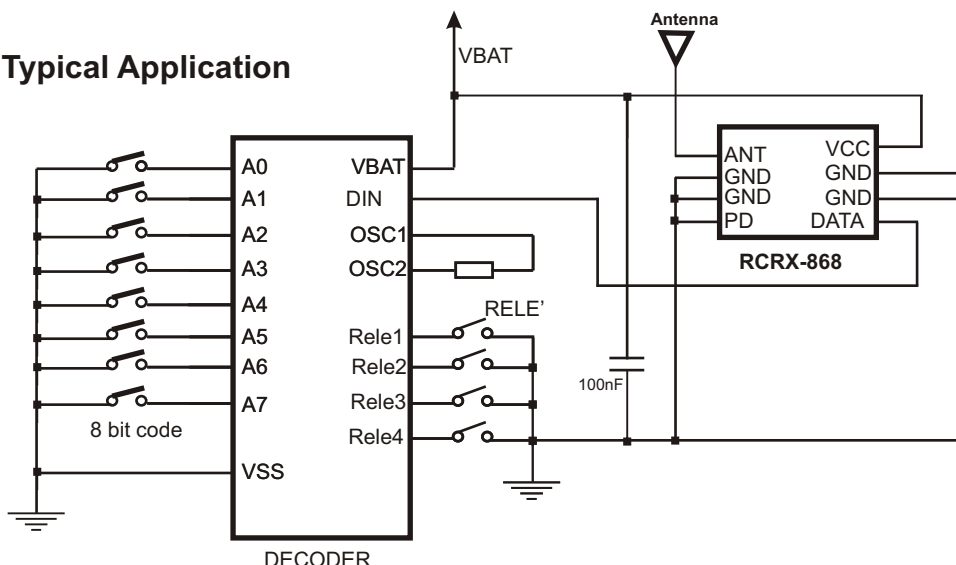 Typical Application
VBAT
Antenna
A0
A1
A2
A3
A4
A5
A6
A7
VSS
8 bit code
VBAT
DIN
OSC1
OSC2
Rele1
Rele2
Rele3
Rele4
DECODER
RELE'
100nF
ANT
GND
GND
PD
VCC
GND
GND
DATA
RCRX-868